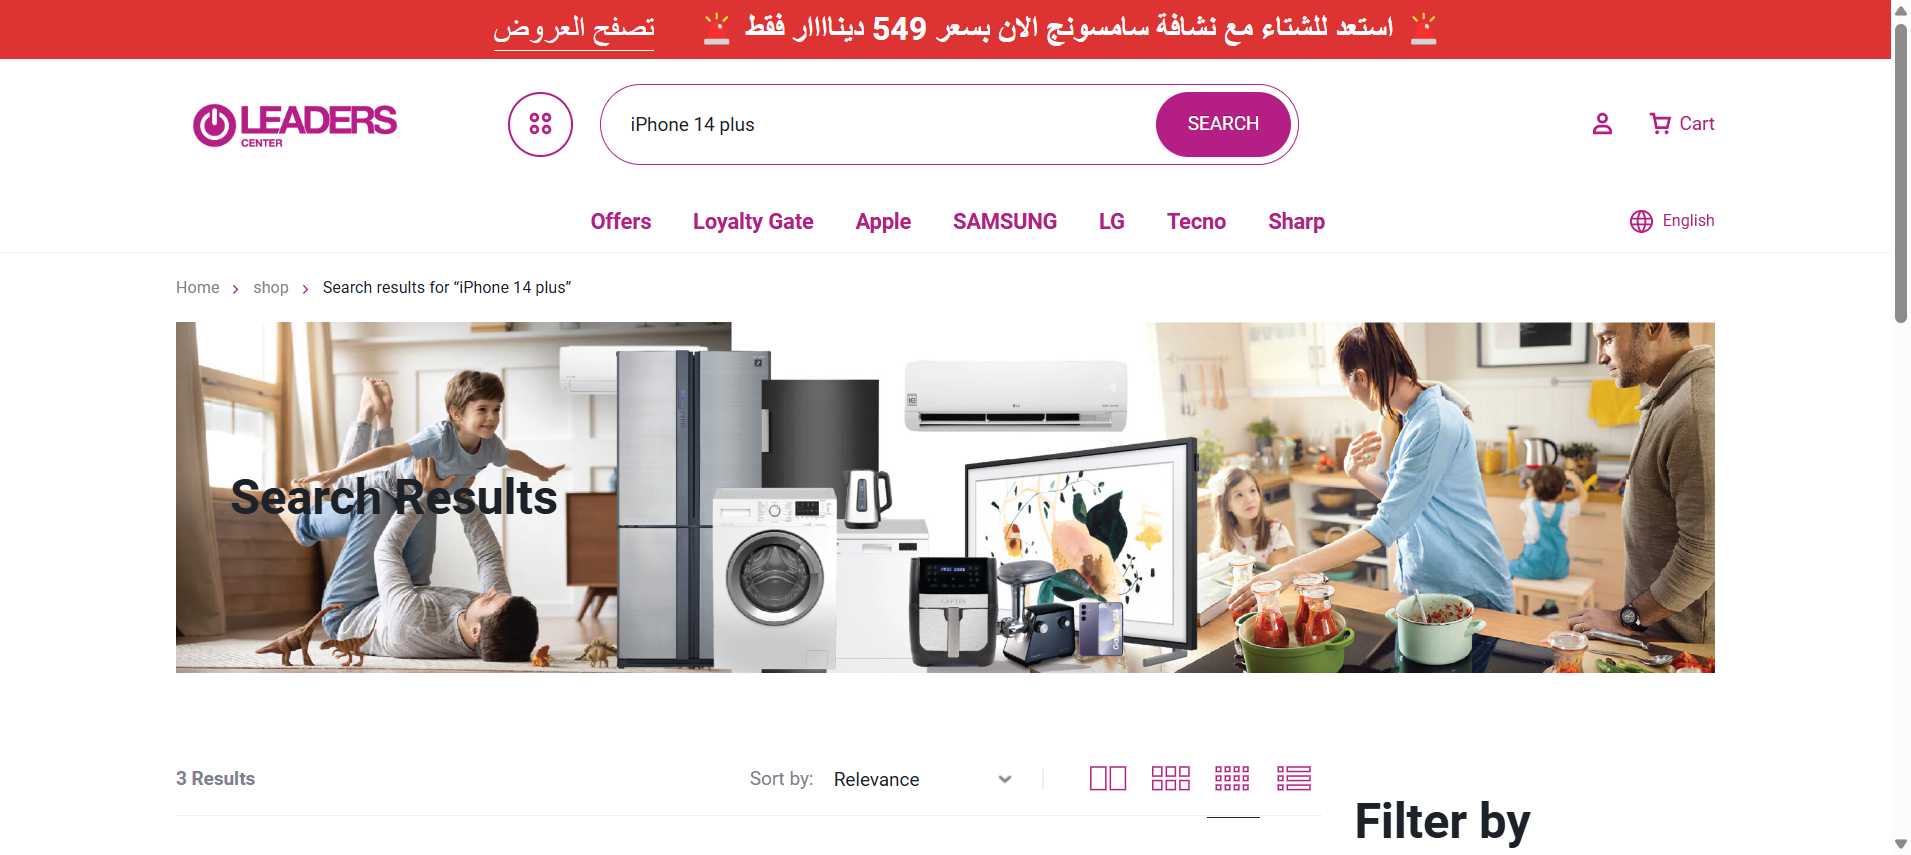 🚨 استعد للشتاء مع نشافة سامسونج الان بسعر 549 دينااار فقط 🚨 تصفح العروض
LEADERS
CENTER
iPhone 14 plus
SEARCH
Cart
Offers
Loyalty Gate
Apple
SAMSUNG
LG
Tecno
Sharp
English
Home > shop > Search results for “iPhone 14 plus”
Search Results
3 Results
Sort by: Relevance
Filter by